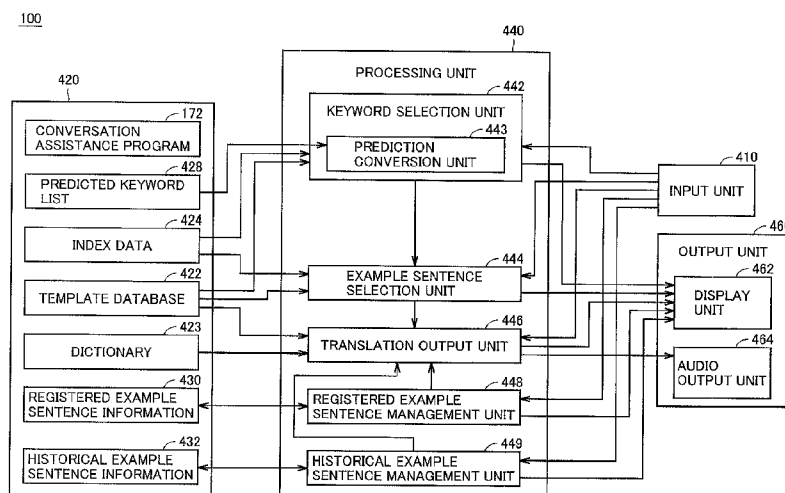 100
440
PROCESSING UNIT
420
442
172
KEYWORD SELECTION UNIT
CONVERSATION
ASSISTANCE PROGRAM
443
PREDICTION
CONVERSION UNIT
428
410
PREDICTED KEYWORD
LIST
INPUT UNIT
424
INDEX DATA
444
OUTPUT UNIT
EXAMPLE SENTENCE
SELECTION UNIT
462
422
TEMPLATE DATABASE
DISPLAY
UNIT
446
423
TRANSLATION OUTPUT UNIT
DICTIONARY
464
430
448
AUDIO
OUTPUT UNIT
REGISTERED EXAMPLE
SENTENCE INFORMATION
REGISTERED EXAMPLE
SENTENCE MANAGEMENT UNIT
432
449
HISTORICAL EXAMPLE
SENTENCE INFORMATION
HISTORICAL EXAMPLE
SENTENCE MANAGEMENT UNIT